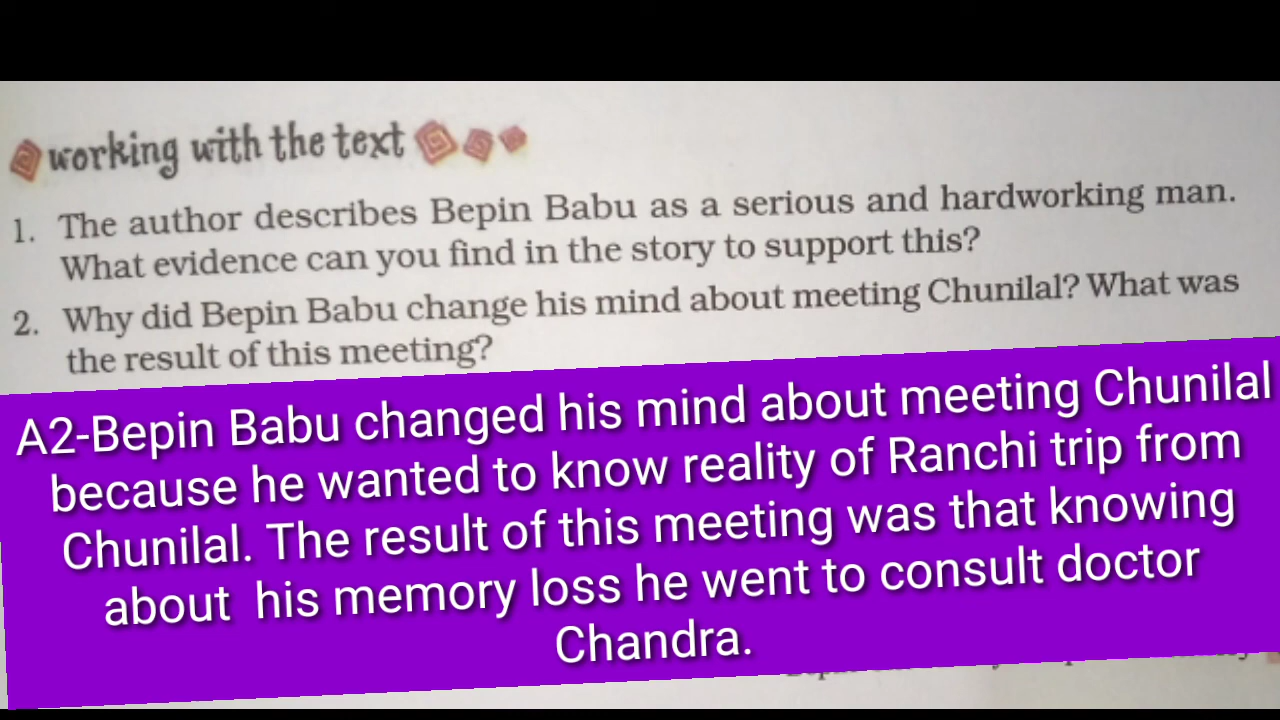 working with the text
1. The author describes Bepin Babu as a serious and hardworking man.
What evidence can you find in the story to support this?
2. Why did Bepin Babu change his mind about meeting Chunilal? What was
the result of this meeting?
A2-Bepin Babu changed his mind about meeting Chunilal
because he wanted to know reality of Ranchi trip from
Chunilal. The result of this meeting was that knowing
about his memory loss he went to consult doctor
Chandra.